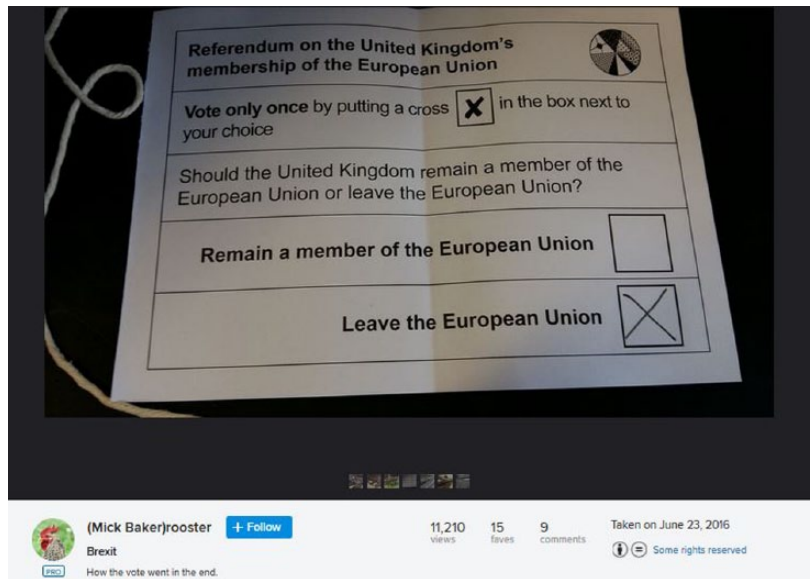 Referendum on the United Kingdom's
membership of the European Union
Vote only once by putting a cross X in the box next to
your choice
Should the United Kingdom remain a member of the
European Union or leave the European Union?
Remain a member of the European Union
Leave the European Union X
(Mick Baker)rooster + Follow
11,210 15 9 Taken on June 23, 2016
views faves comments
Brexit
Some rights reserved
PRO How the vote went in the end.